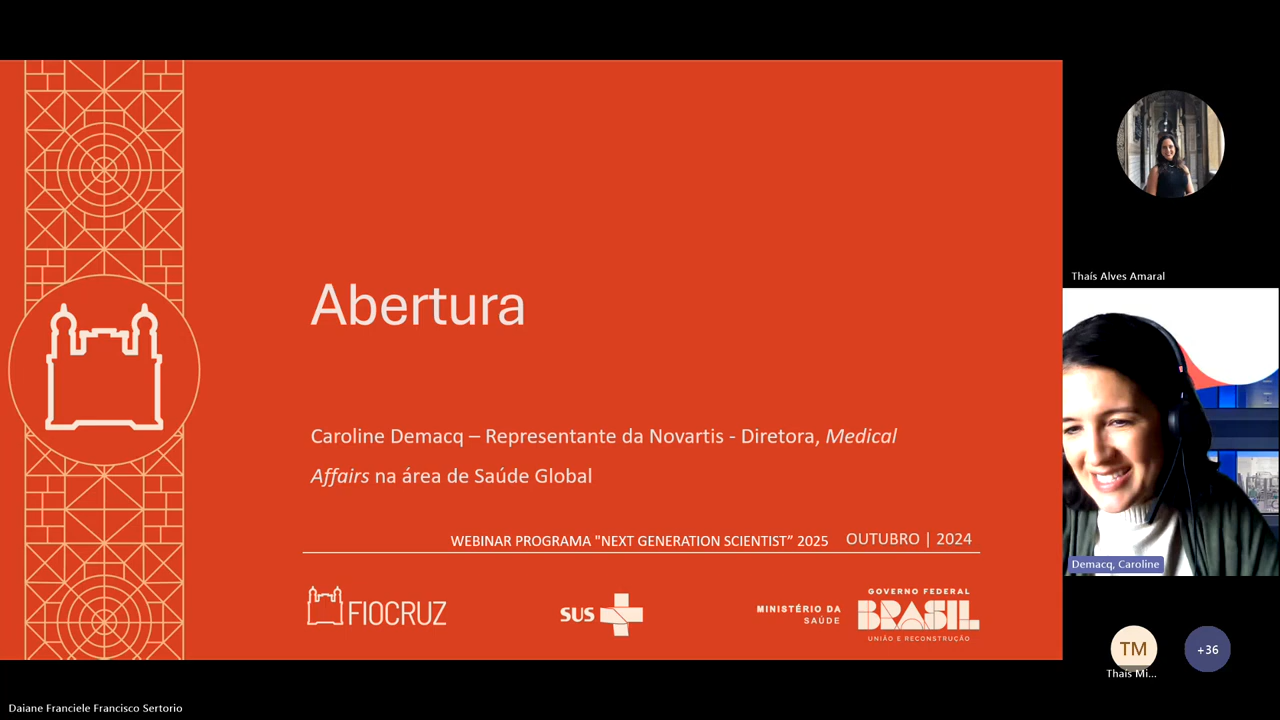 Abertura
Caroline Demacq – Representante da Novartis - Diretora, Medical
Affairs na área de Saúde Global
WEBINAR PROGRAMA "NEXT GENERATION SCIENTIST” 2025
OUTUBRO | 2024
FIOCRUZ
SUS
MINISTÉRIO DA
SAÚDE
GOVERNO FEDERAL
BRASIL
UNIÃO E RECONSTRUÇÃO
Thaís Alves Amaral
Demacq, Caroline
TM
+36
Thaís Mi...
Daiane Franciele Francisco Sertorio